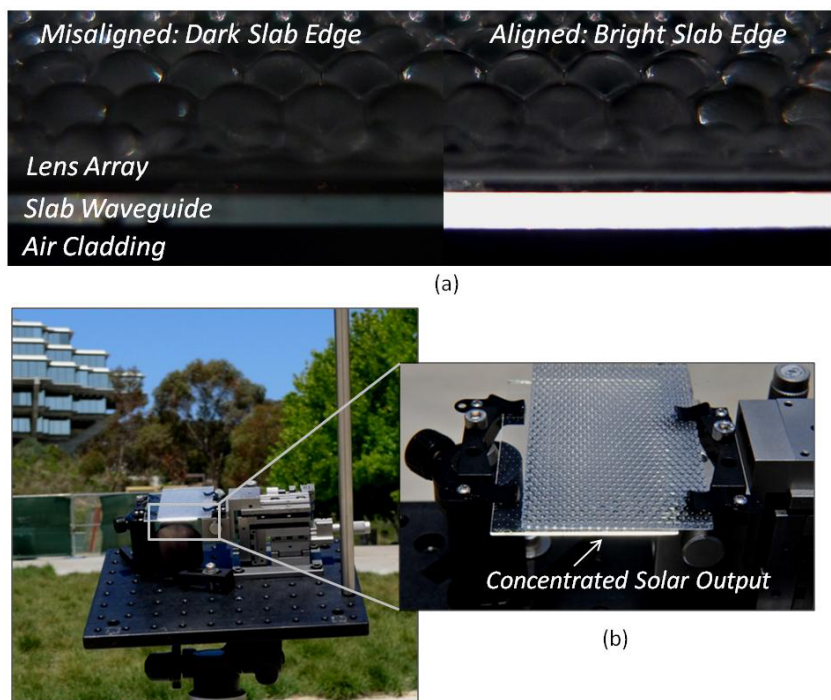 Misaligned: Dark Slab Edge
Aligned: Bright Slab Edge
Lens Array
Slab Waveguide
Air Cladding
(a)
Concentrated Solar Output
(b)